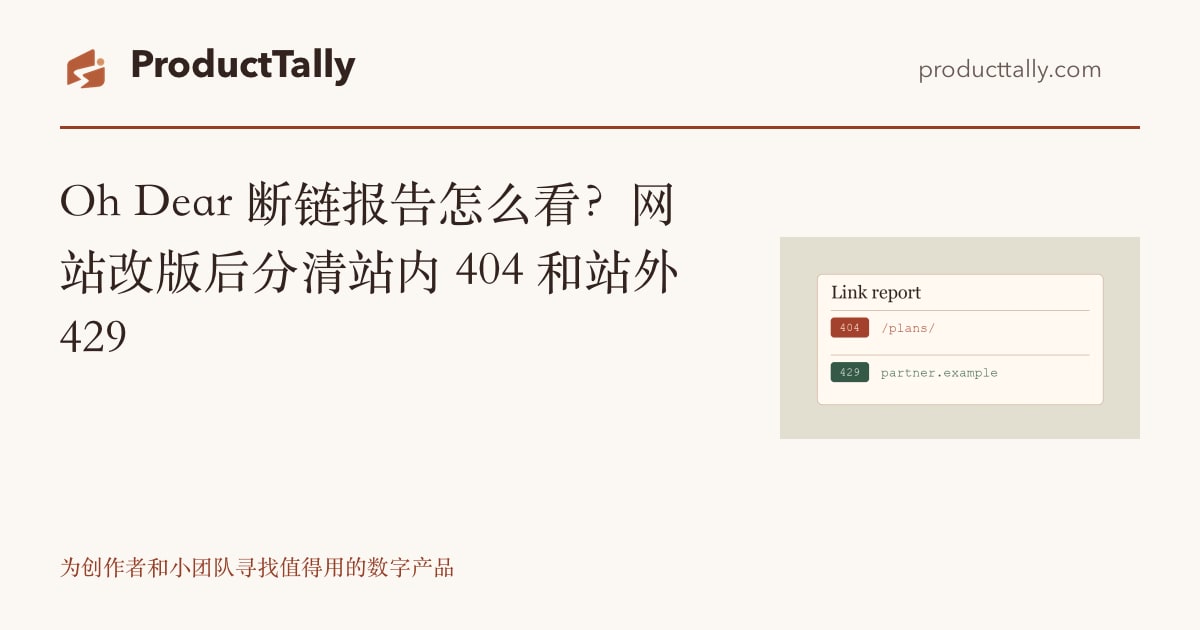 ProductTally
producttally.com
Oh Dear 断链报告怎么看？网
站改版后分清站内 404 和站外
429
Link report
404 /plans/
429 partner.example
为创作者和小团队寻找值得用的数字产品